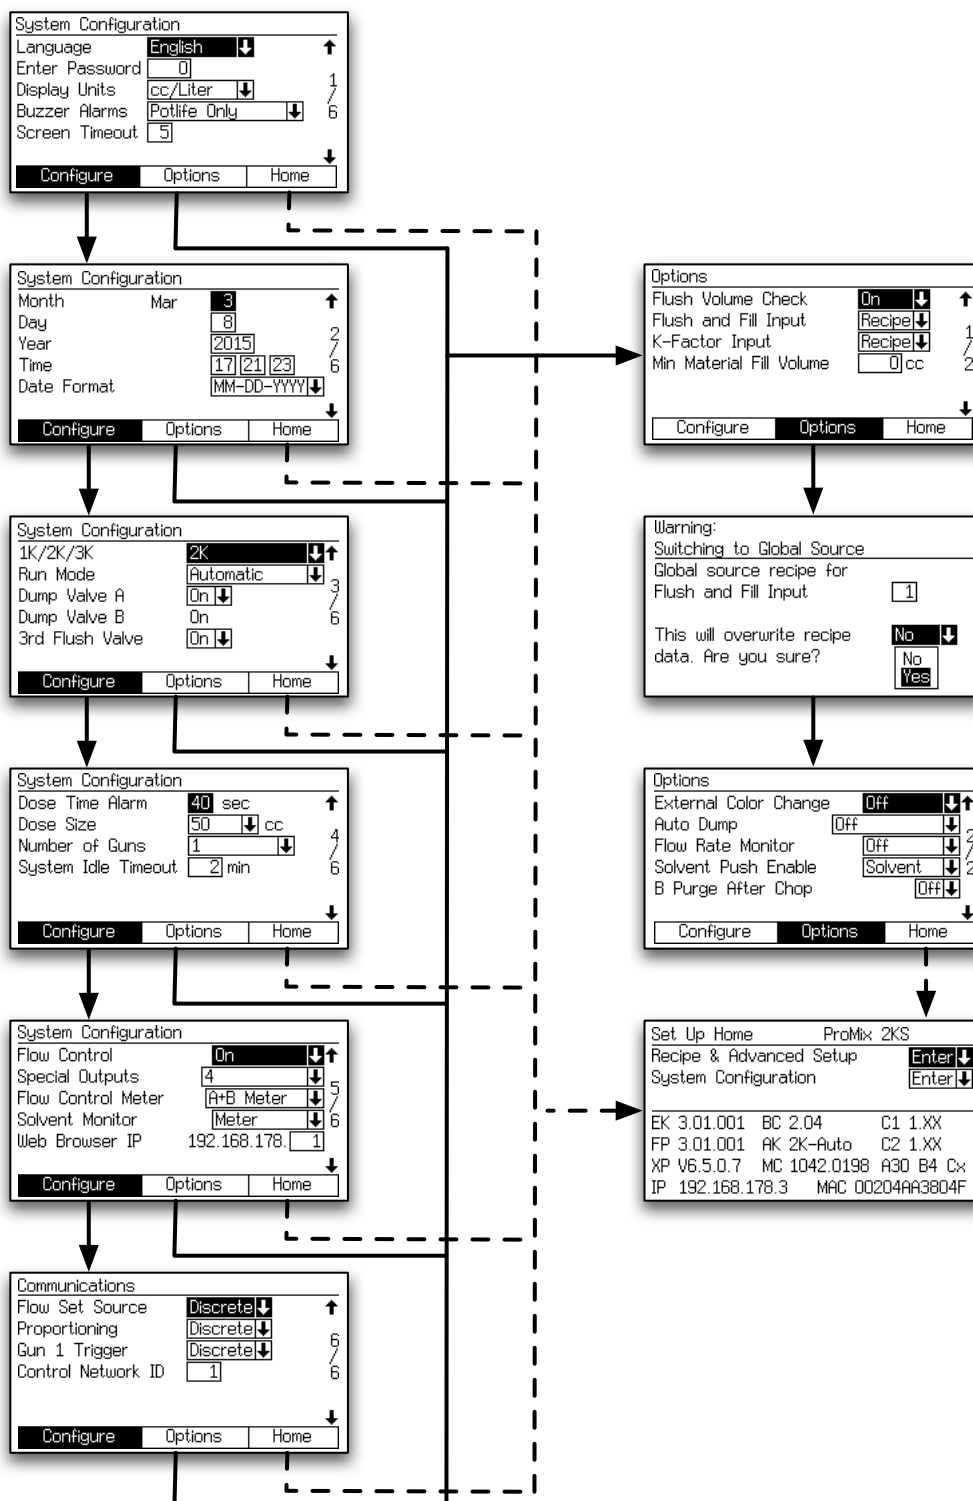 System Configuration
Language English
Enter Password 0
Display Units cc/Liter
Buzzer Alarms Potlife Only
Screen Timeout 5
1/6
Configure Options Home
System Configuration
Month Mar 3
Day 8
Year 2015
Time 17 21 23
Date Format MM-DD-YYYY
2/6
Configure Options Home
System Configuration
1K/2K/3K 2K
Run Mode Automatic
Dump Valve A On
Dump Valve B On
3rd Flush Valve On
3/6
Configure Options Home
System Configuration
Dose Time Alarm 40 sec
Dose Size 50 cc
Number of Guns 1
System Idle Timeout 2 min
4/6
Configure Options Home
System Configuration
Flow Control On
Special Outputs 4
Flow Control Meter A+B Meter
Solvent Monitor Meter
Web Browser IP 192.168.178. 1
5/6
Configure Options Home
Communications
Flow Set Source Discrete
Proportioning Discrete
Gun 1 Trigger Discrete
Control Network ID 1
6/6
Configure Options Home
Options
Flush Volume Check On
Flush and Fill Input Recipe
K-Factor Input Recipe
Min Material Fill Volume 0 cc
1/2
Configure Options Home
Warning:
Switching to Global Source
Global source recipe for
Flush and Fill Input 1
This will overwrite recipe No
data. Are you sure? No
Yes
Options
External Color Change Off
Auto Dump Off
Flow Rate Monitor Off
Solvent Push Enable Solvent
B Purge After Chop Off
2/2
Configure Options Home
Set Up Home ProMix 2KS
Recipe & Advanced Setup Enter
System Configuration Enter
EK 3.01.001 BC 2.04 C1 1.XX
FP 3.01.001 AK 2K-Auto C2 1.XX
XP V6.5.0.7 MC 1042.0198 A30 B4 Cx
IP 192.168.178.3 MAC 00204AA3804F